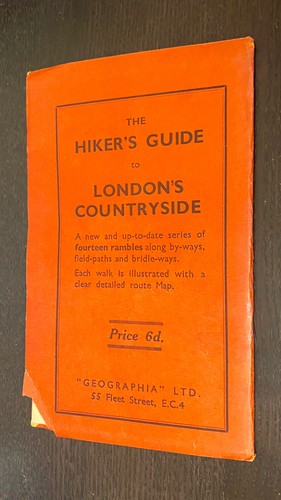 THE
HIKER'S GUIDE
to
LONDON'S
COUNTRYSIDE
A new and up-to-date series of
fourteen rambles along by-ways,
field-paths and bridle-ways.
Each walk is illustrated with a
clear detailed route Map.
Price 6d.
"GEOGRAPHIA" LTD.
55 Fleet Street, E.C.4